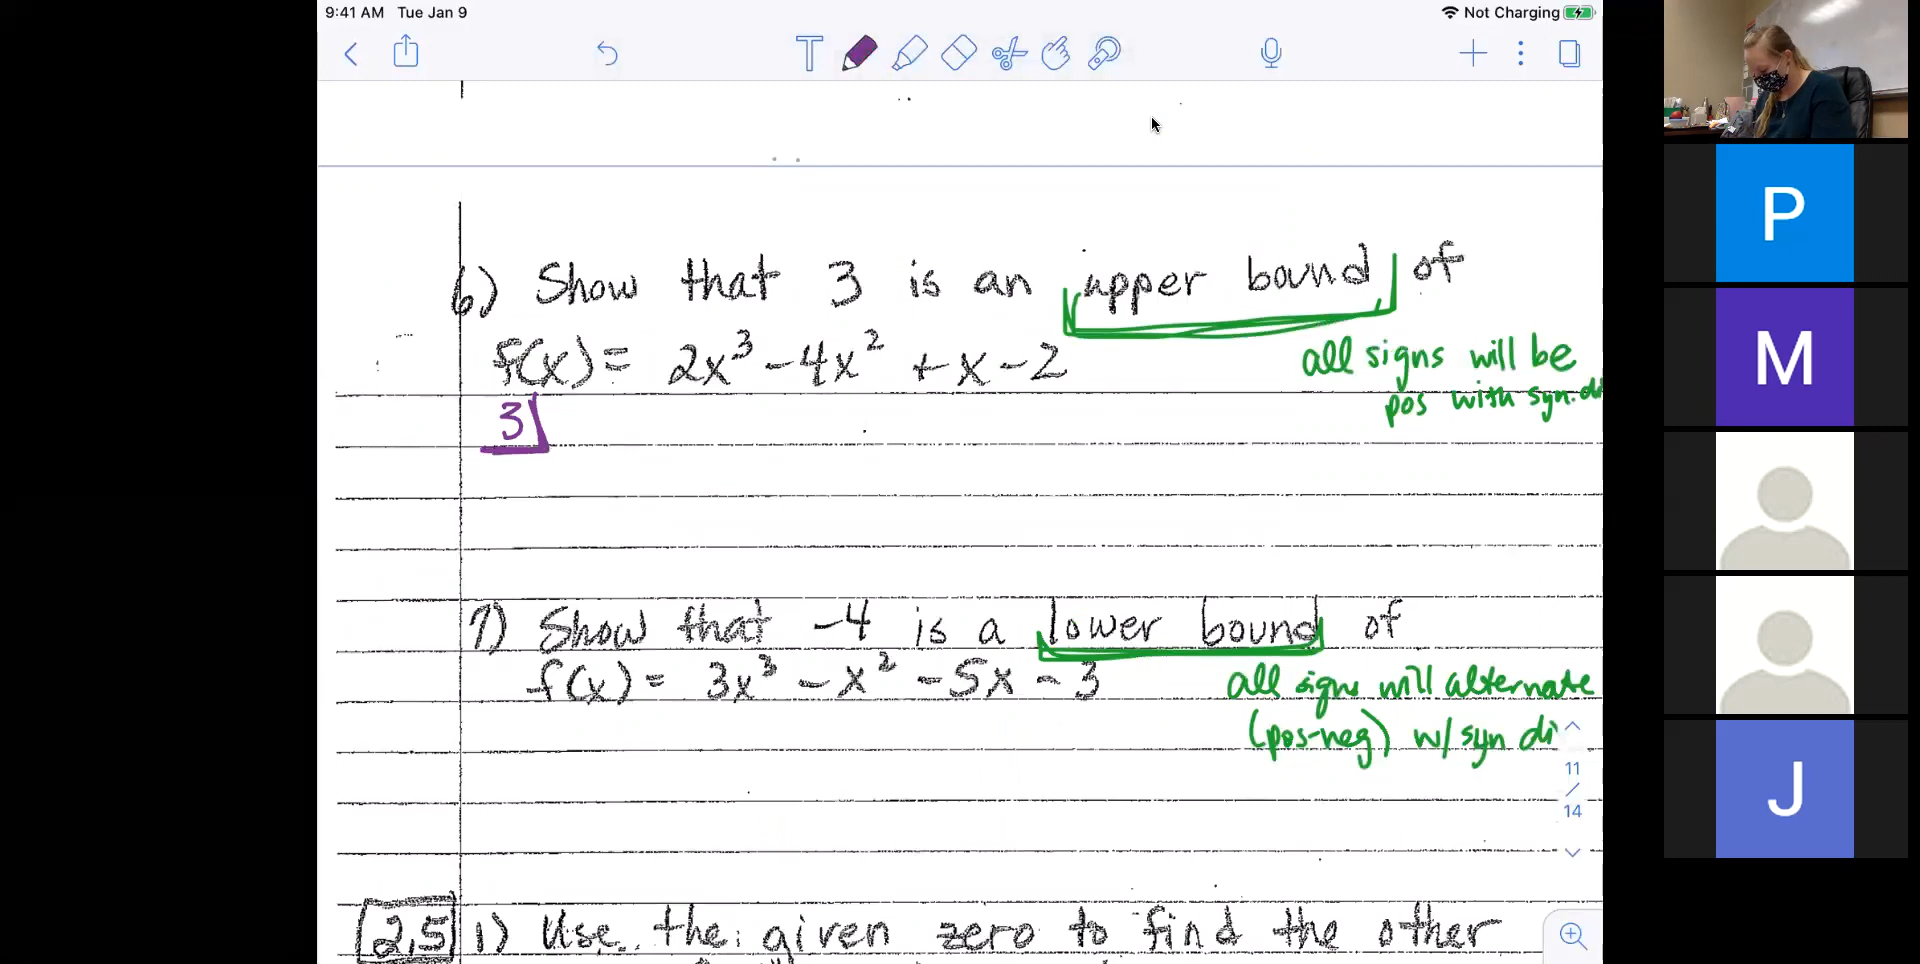 9:41 AM Tue Jan 9
Not Charging
T
6) Show that 3 is an upper bound of
f(x) = 2x³ - 4x² + x - 2
all signs will be
pos with syn.
3
7) Show that -4 is a lower bound of
f(x) = 3x³ - x² - 5x - 3
all signs will alternate
(pos-neg) w/ syn di
11
/
14
2.5 1) Use the given zero to find the other
P
M
J